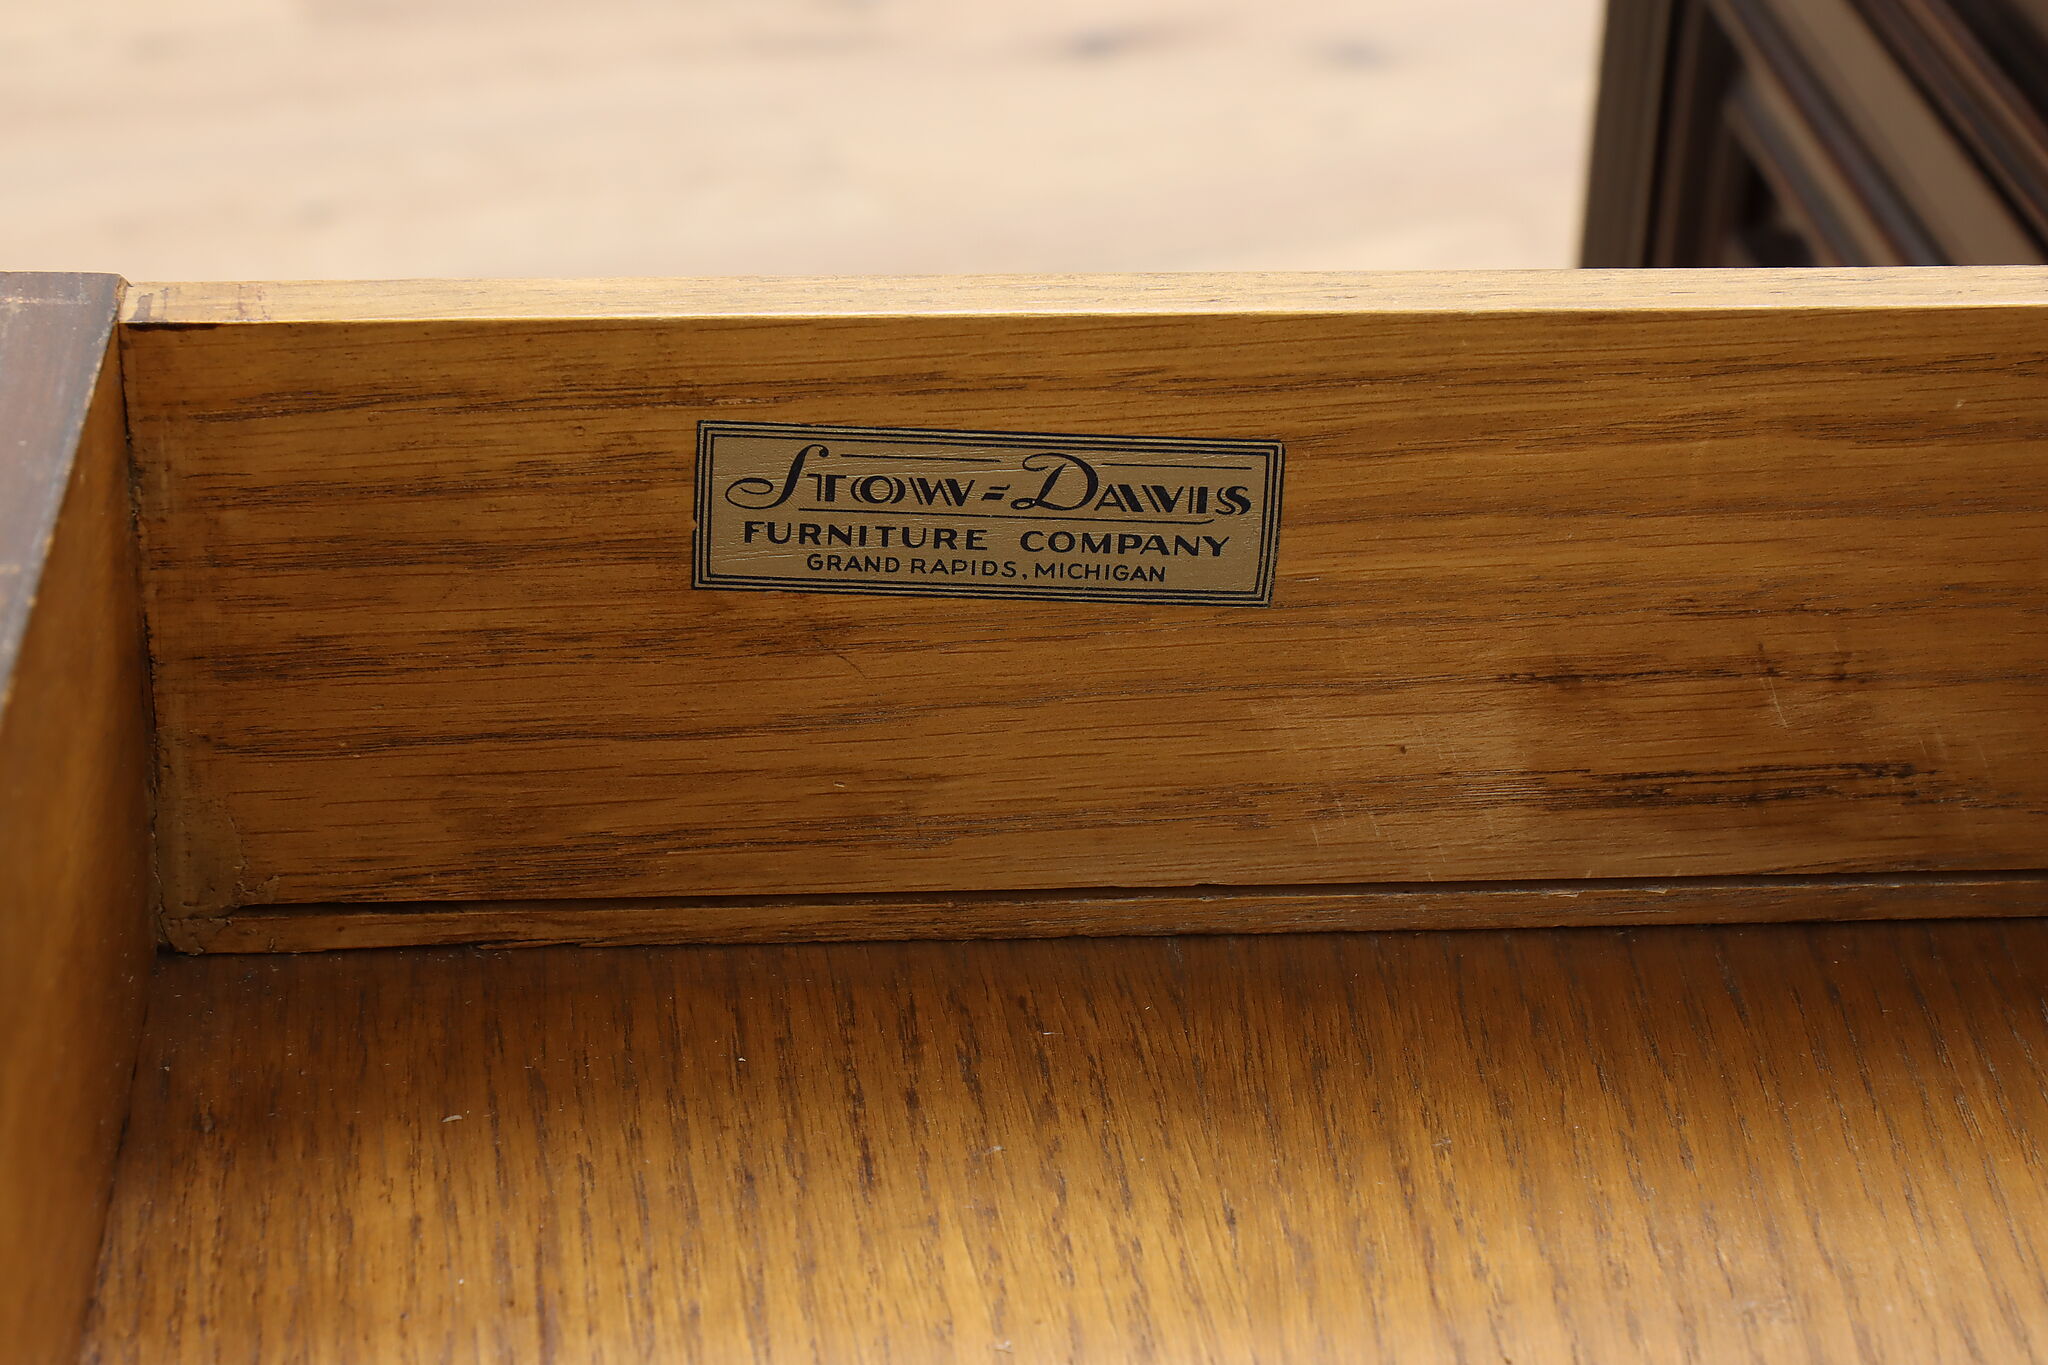 Stow-Davis
FURNITURE COMPANY
GRAND RAPIDS, MICHIGAN